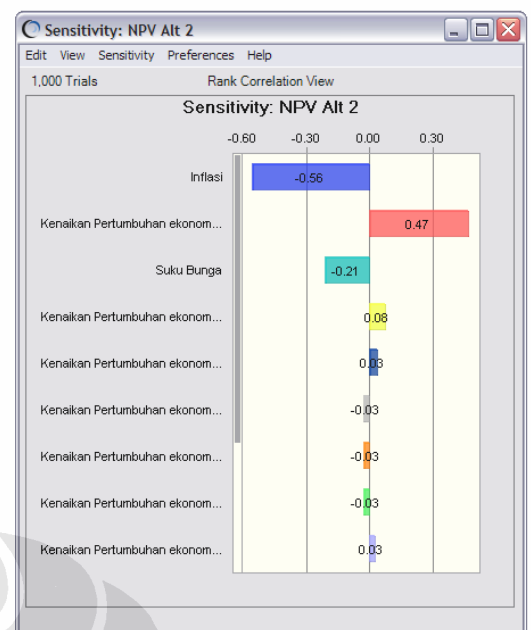 Sensitivity: NPV Alt 2
Edit View Sensitivity Preferences Help
1,000 Trials Rank Correlation View
Sensitivity: NPV Alt 2
-0.60 -0.30 0.00 0.30
Inflasi -0.56
Kenaikan Pertumbuhan ekonom... 0.47
Suku Bunga -0.21
Kenaikan Pertumbuhan ekonom... 0.08
Kenaikan Pertumbuhan ekonom... 0.03
Kenaikan Pertumbuhan ekonom... -0.03
Kenaikan Pertumbuhan ekonom... -0.03
Kenaikan Pertumbuhan ekonom... -0.03
Kenaikan Pertumbuhan ekonom... 0.03